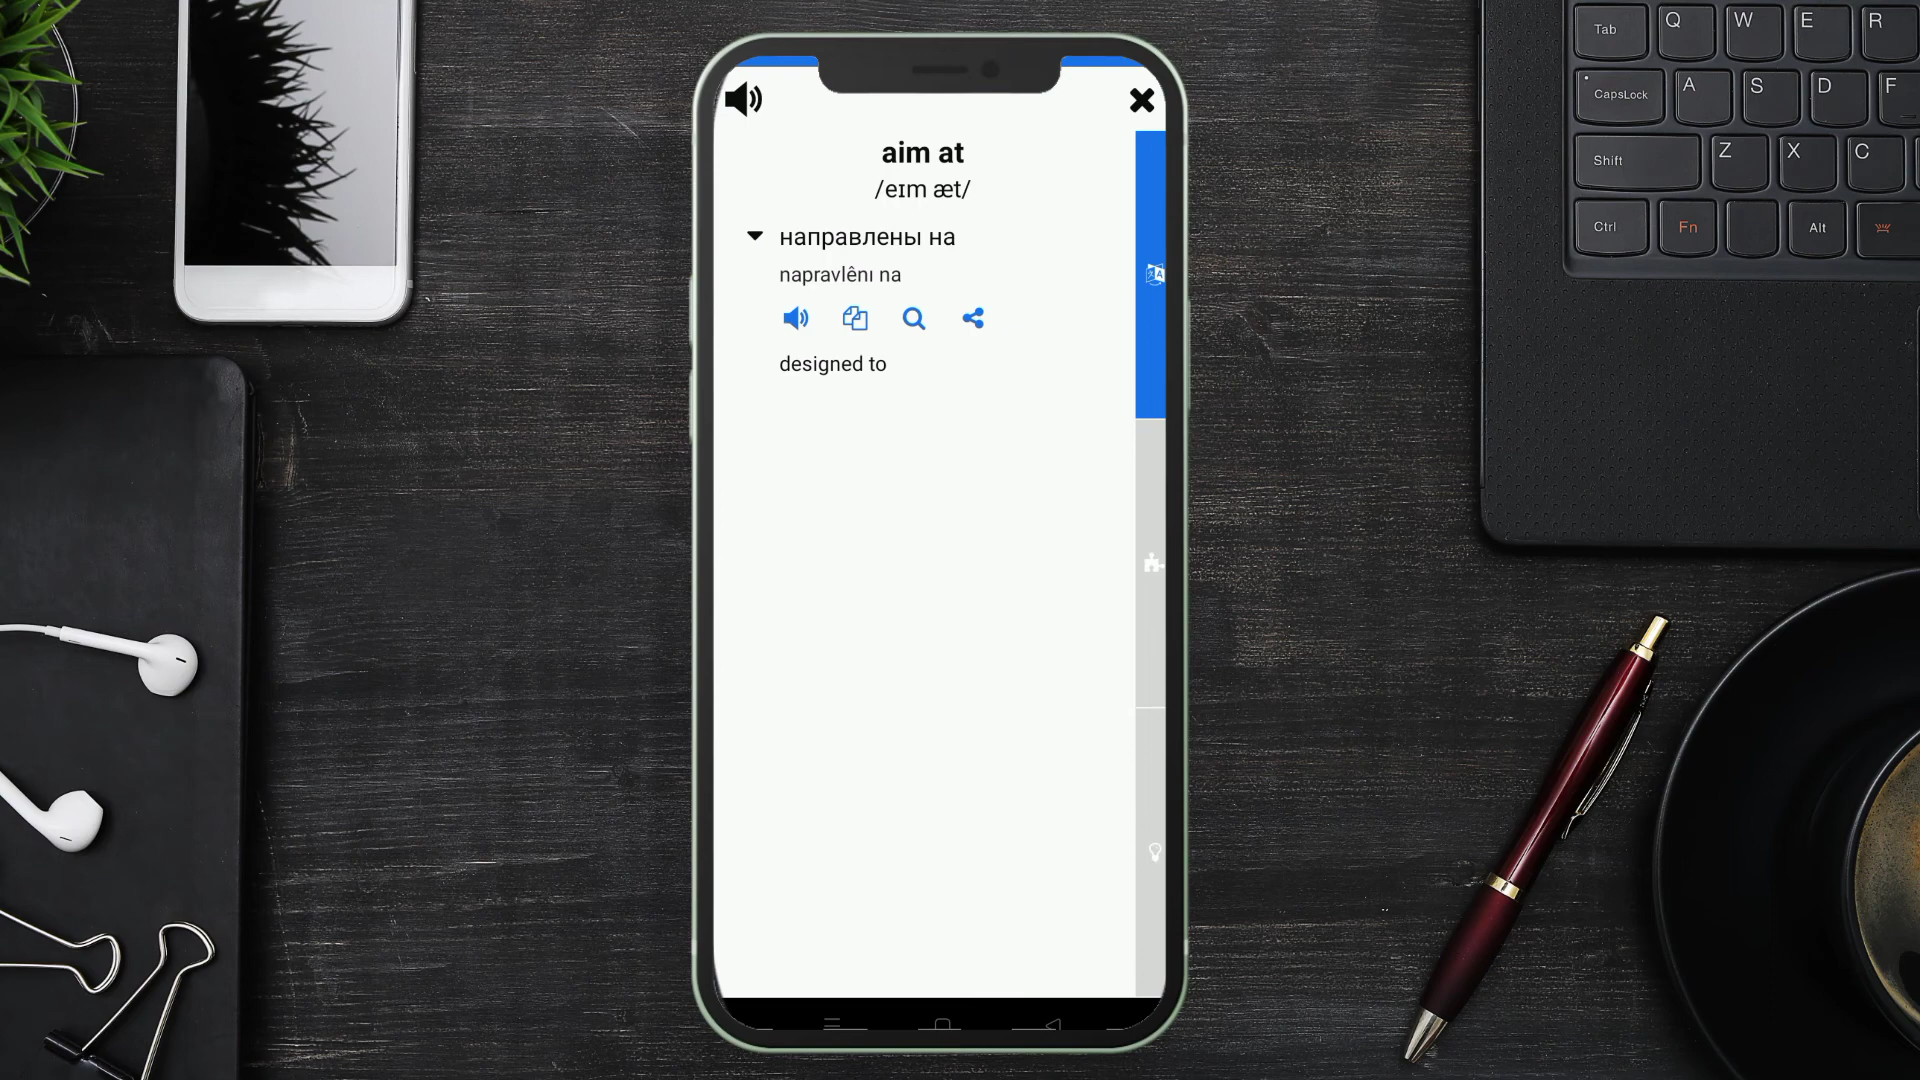 aim at
/eɪm æt/
направлены на
napravlênı na
designed to
Tab Q W E R
CapsLock A S D F
Shift Z X C
Ctrl Fn Alt